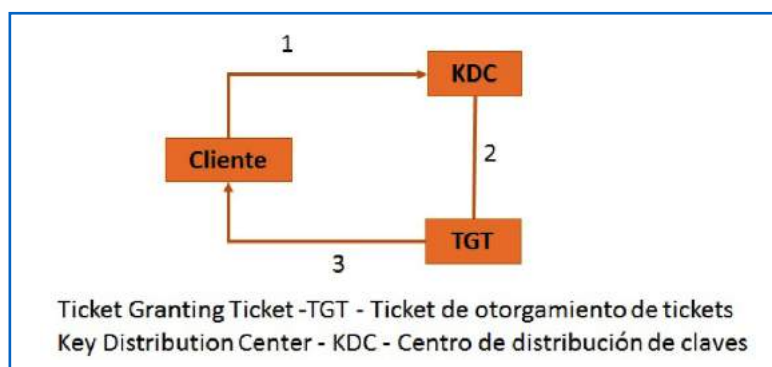 1
KDC
Cliente
2
TGT
3
Ticket Granting Ticket -TGT - Ticket de otorgamiento de tickets
Key Distribution Center - KDC - Centro de distribución de claves